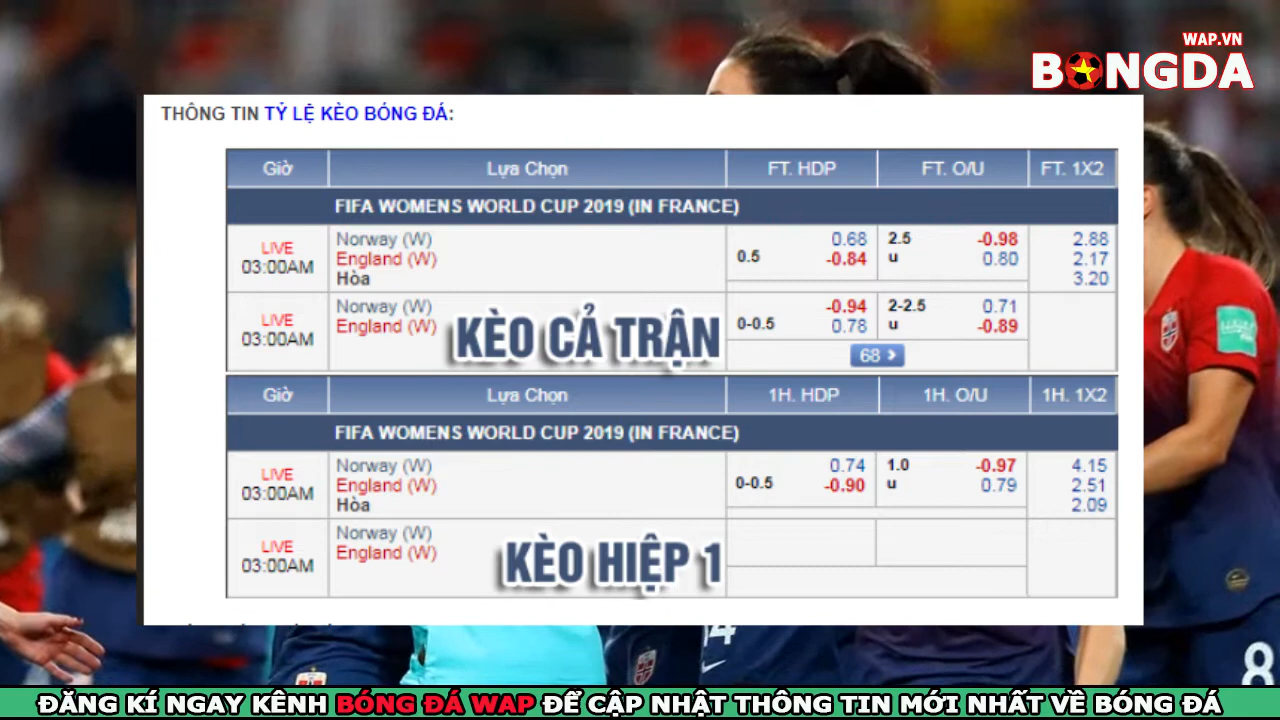 WAP.VN
BONGDA
THÔNG TIN TỶ LỆ KÈO BÓNG ĐÁ:
Giờ Lựa Chọn FT. HDP FT. O/U FT. 1X2
FIFA WOMENS WORLD CUP 2019 (IN FRANCE)
LIVE 03:00AM
Norway (W) 0.68 2.5 -0.98 2.88
England (W) 0.5 -0.84 u 0.80 2.17
Hòa 3.20
LIVE 03:00AM
Norway (W) -0.94 2-2.5 0.71
England (W) 0-0.5 0.78 u -0.89
KÈO CẢ TRẬN
68
Giờ Lựa Chọn 1H. HDP 1H. O/U 1H. 1X2
FIFA WOMENS WORLD CUP 2019 (IN FRANCE)
LIVE 03:00AM
Norway (W) 0.74 1.0 -0.97 4.15
England (W) 0-0.5 -0.90 u 0.79 2.51
Hòa 2.09
LIVE 03:00AM
Norway (W)
England (W)
KÈO HIỆP 1
4
8
ĐĂNG KÍ NGAY KÊNH BÓNG ĐÁ WAP ĐỂ CẬP NHẬT THÔNG TIN MỚI NHẤT VỀ BÓNG ĐÁ